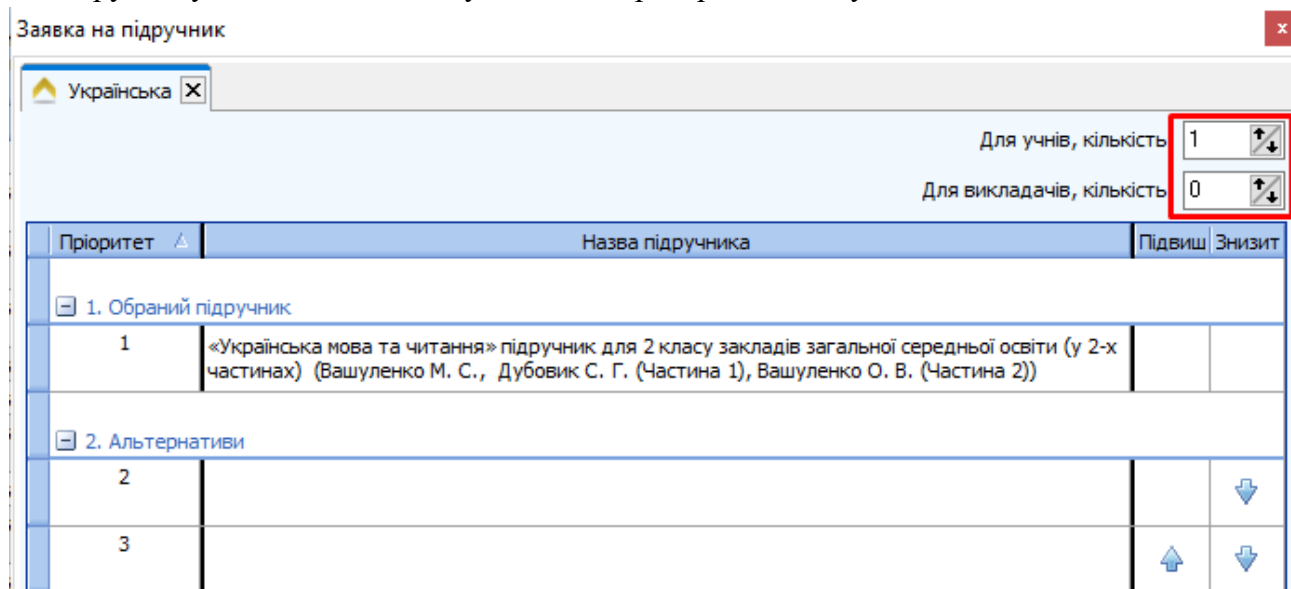 Заявка на підручник
x
Українська
Для учнів, кількість 1
Для викладачів, кількість 0
Пріоритет Назва підручника Підвиш Знизит
1. Обраний підручник
1 «Українська мова та читання» підручник для 2 класу закладів загальної середньої освіти (у 2-х
частинах) (Вашуленко М. С., Дубовик С. Г. (Частина 1), Вашуленко О. В. (Частина 2))
2. Альтернативи
2
3